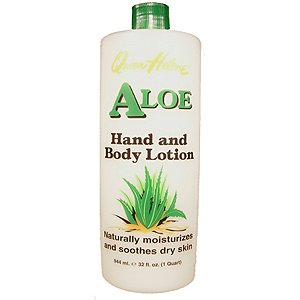 Queen Helene
ALOE
Hand and
Body Lotion
Naturally moisturizes
and soothes dry skin
944 ml. e 32 fl. oz. (1 Quart)